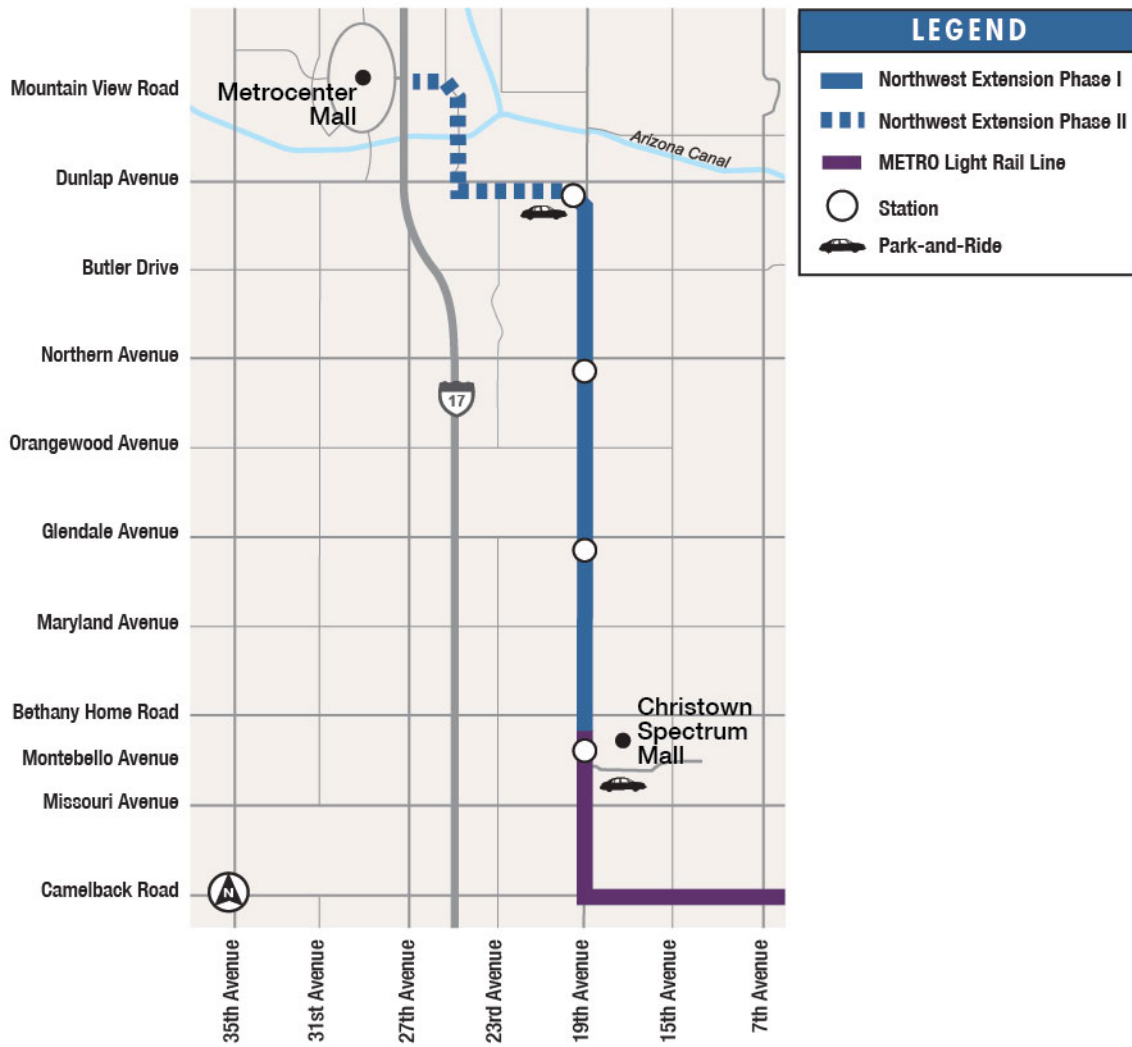 LEGEND
Northwest Extension Phase I
Northwest Extension Phase II
METRO Light Rail Line
Station
Park-and-Ride
Mountain View Road
Metrocenter
Mall
Arizona Canal
Dunlap Avenue
Butler Drive
Northern Avenue
17
Orangewood Avenue
Glendale Avenue
Maryland Avenue
Bethany Home Road
Christown
Spectrum
Mall
Montebello Avenue
Missouri Avenue
Camelback Road
N
35th Avenue
31st Avenue
27th Avenue
23rd Avenue
19th Avenue
15th Avenue
7th Avenue